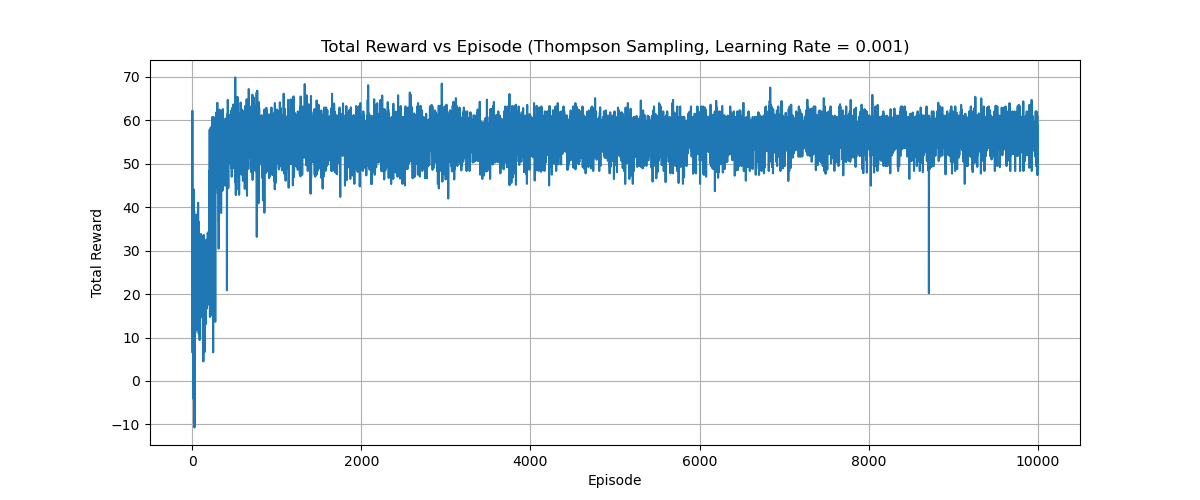 Total Reward vs Episode (Thompson Sampling, Learning Rate = 0.001)
70
60
50
40
30
20
10
0
−10
Total Reward
0 2000 4000 6000 8000 10000
Episode